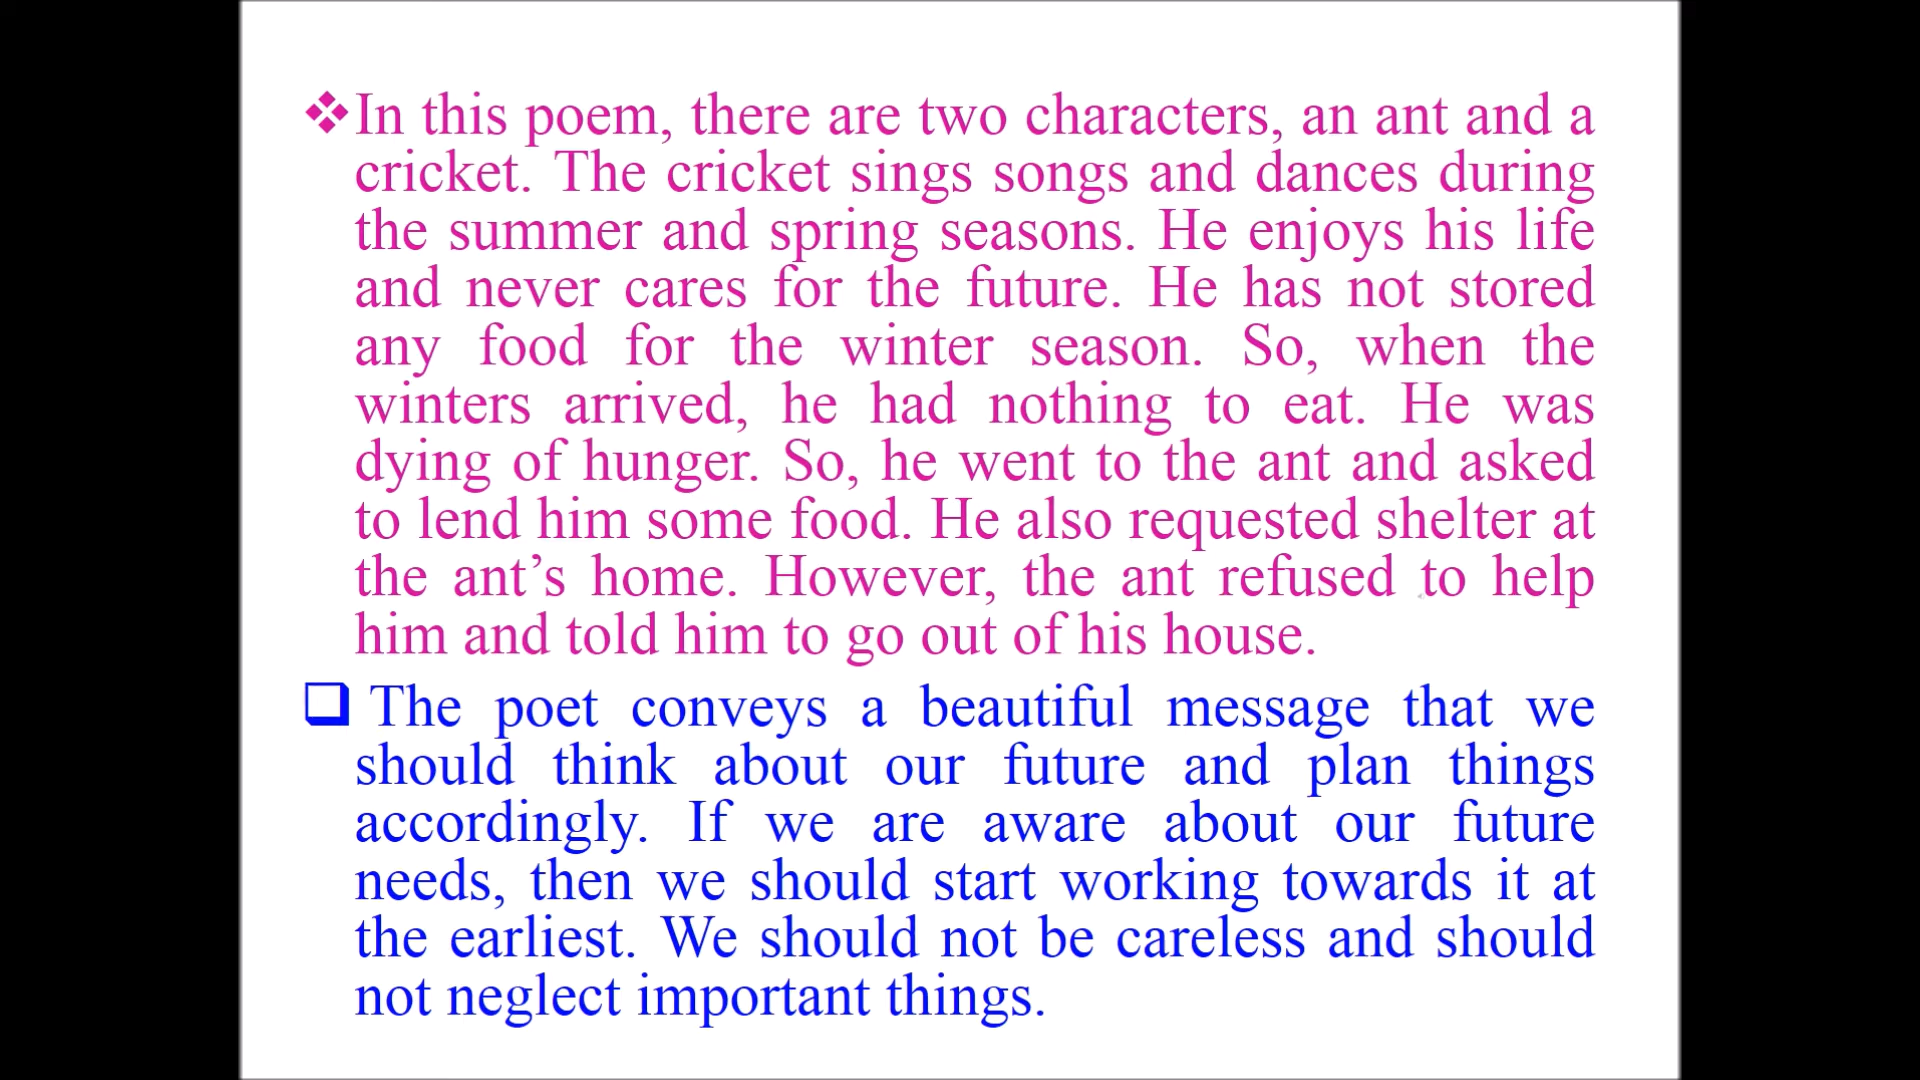 ❖In this poem, there are two characters, an ant and a
cricket. The cricket sings songs and dances during
the summer and spring seasons. He enjoys his life
and never cares for the future. He has not stored
any food for the winter season. So, when the
winters arrived, he had nothing to eat. He was
dying of hunger. So, he went to the ant and asked
to lend him some food. He also requested shelter at
the ant’s home. However, the ant refused to help
him and told him to go out of his house.
❑ The poet conveys a beautiful message that we
should think about our future and plan things
accordingly. If we are aware about our future
needs, then we should start working towards it at
the earliest. We should not be careless and should
not neglect important things.